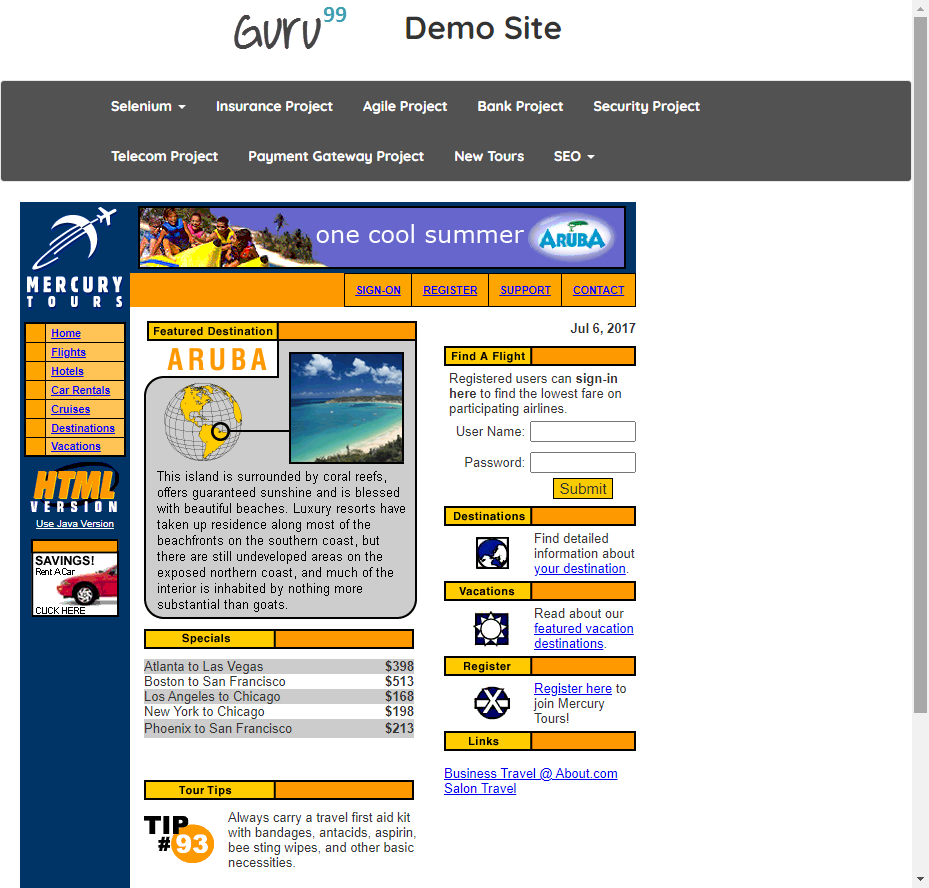 Guru99
Demo Site
Selenium
Insurance Project
Agile Project
Bank Project
Security Project
Telecom Project
Payment Gateway Project
New Tours
SEO
MERCURY
TOURS
one cool summer
ARUBA
SIGN-ON
REGISTER
SUPPORT
CONTACT
Home
Flights
Hotels
Car Rentals
Cruises
Destinations
Vacations
HTML
VERSION
Use Java Version
SAVINGS!
Rent A Car
CLICK HERE
Featured Destination
ARUBA
This island is surrounded by coral reefs,
offers guaranteed sunshine and is blessed
with beautiful beaches. Luxury resorts have
taken up residence along most of the
beachfronts on the southern coast, but
there are still undeveloped areas on the
exposed northern coast, and much of the
interior is inhabited by nothing more
substantial than goats.
Specials
Atlanta to Las Vegas $398
Boston to San Francisco $513
Los Angeles to Chicago $168
New York to Chicago $198
Phoenix to San Francisco $213
Tour Tips
TIP
#93
Always carry a travel first aid kit
with bandages, antacids, aspirin,
bee sting wipes, and other basic
necessities.
Jul 6, 2017
Find A Flight
Registered users can sign-in
here to find the lowest fare on
participating airlines.
User Name:
Password:
Submit
Destinations
Find detailed
information about
your destination.
Vacations
Read about our
featured vacation
destinations.
Register
Register here to
join Mercury
Tours!
Links
Business Travel @ About.com
Salon Travel